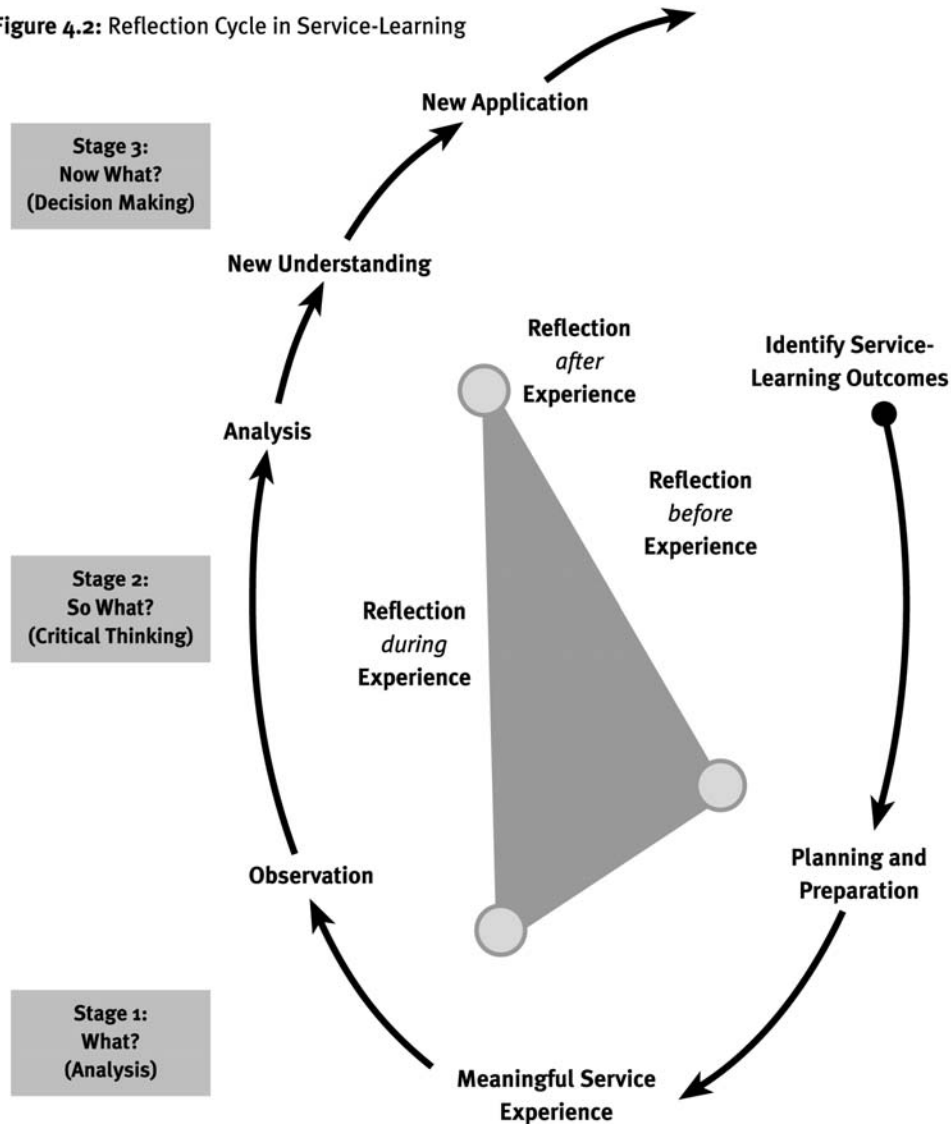 igure 4.2: Reflection Cycle in Service-Learning
New Application
Stage 3:
Now What?
(Decision Making)
New Understanding
Reflection
after
Experience
Identify Service-
Learning Outcomes
Analysis
Reflection
before
Experience
Stage 2:
So What?
(Critical Thinking)
Reflection
during
Experience
Observation
Planning and
Preparation
Stage 1:
What?
(Analysis)
Meaningful Service
Experience